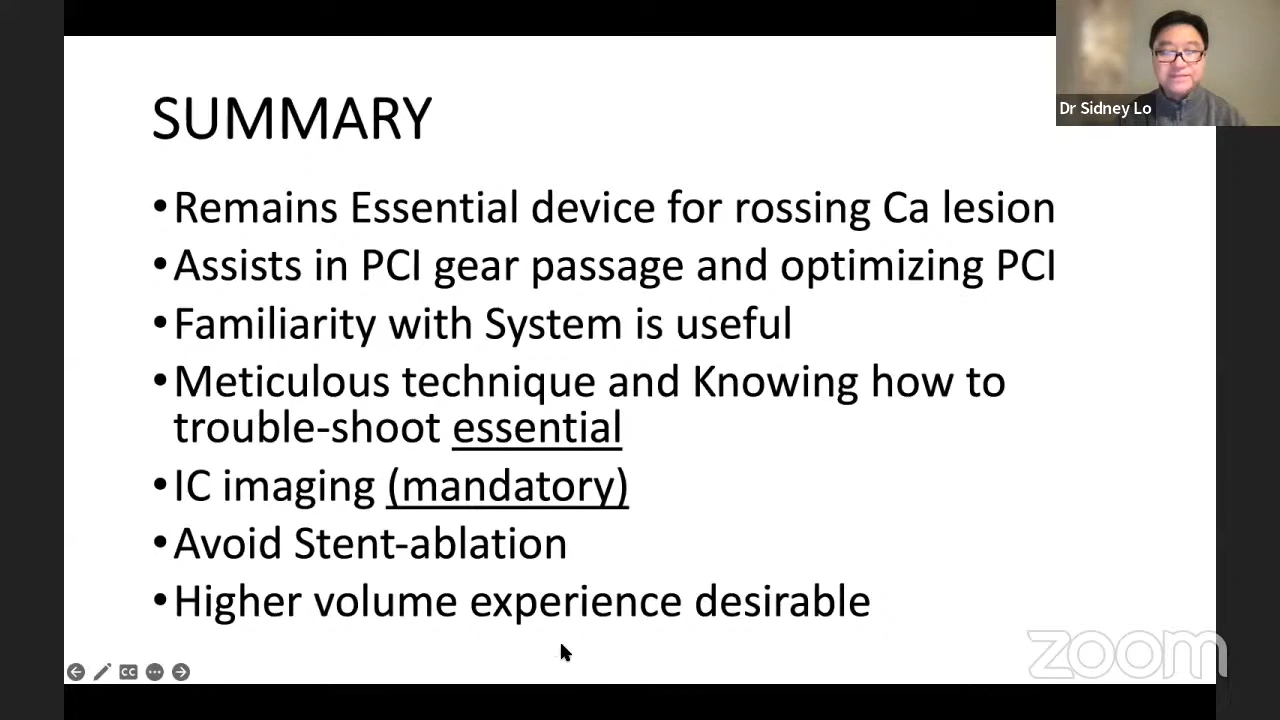 Dr Sidney Lo
SUMMARY
•Remains Essential device for rossing Ca lesion
•Assists in PCI gear passage and optimizing PCI
•Familiarity with System is useful
•Meticulous technique and Knowing how to
trouble-shoot essential
•IC imaging (mandatory)
•Avoid Stent-ablation
•Higher volume experience desirable
zoom
CC